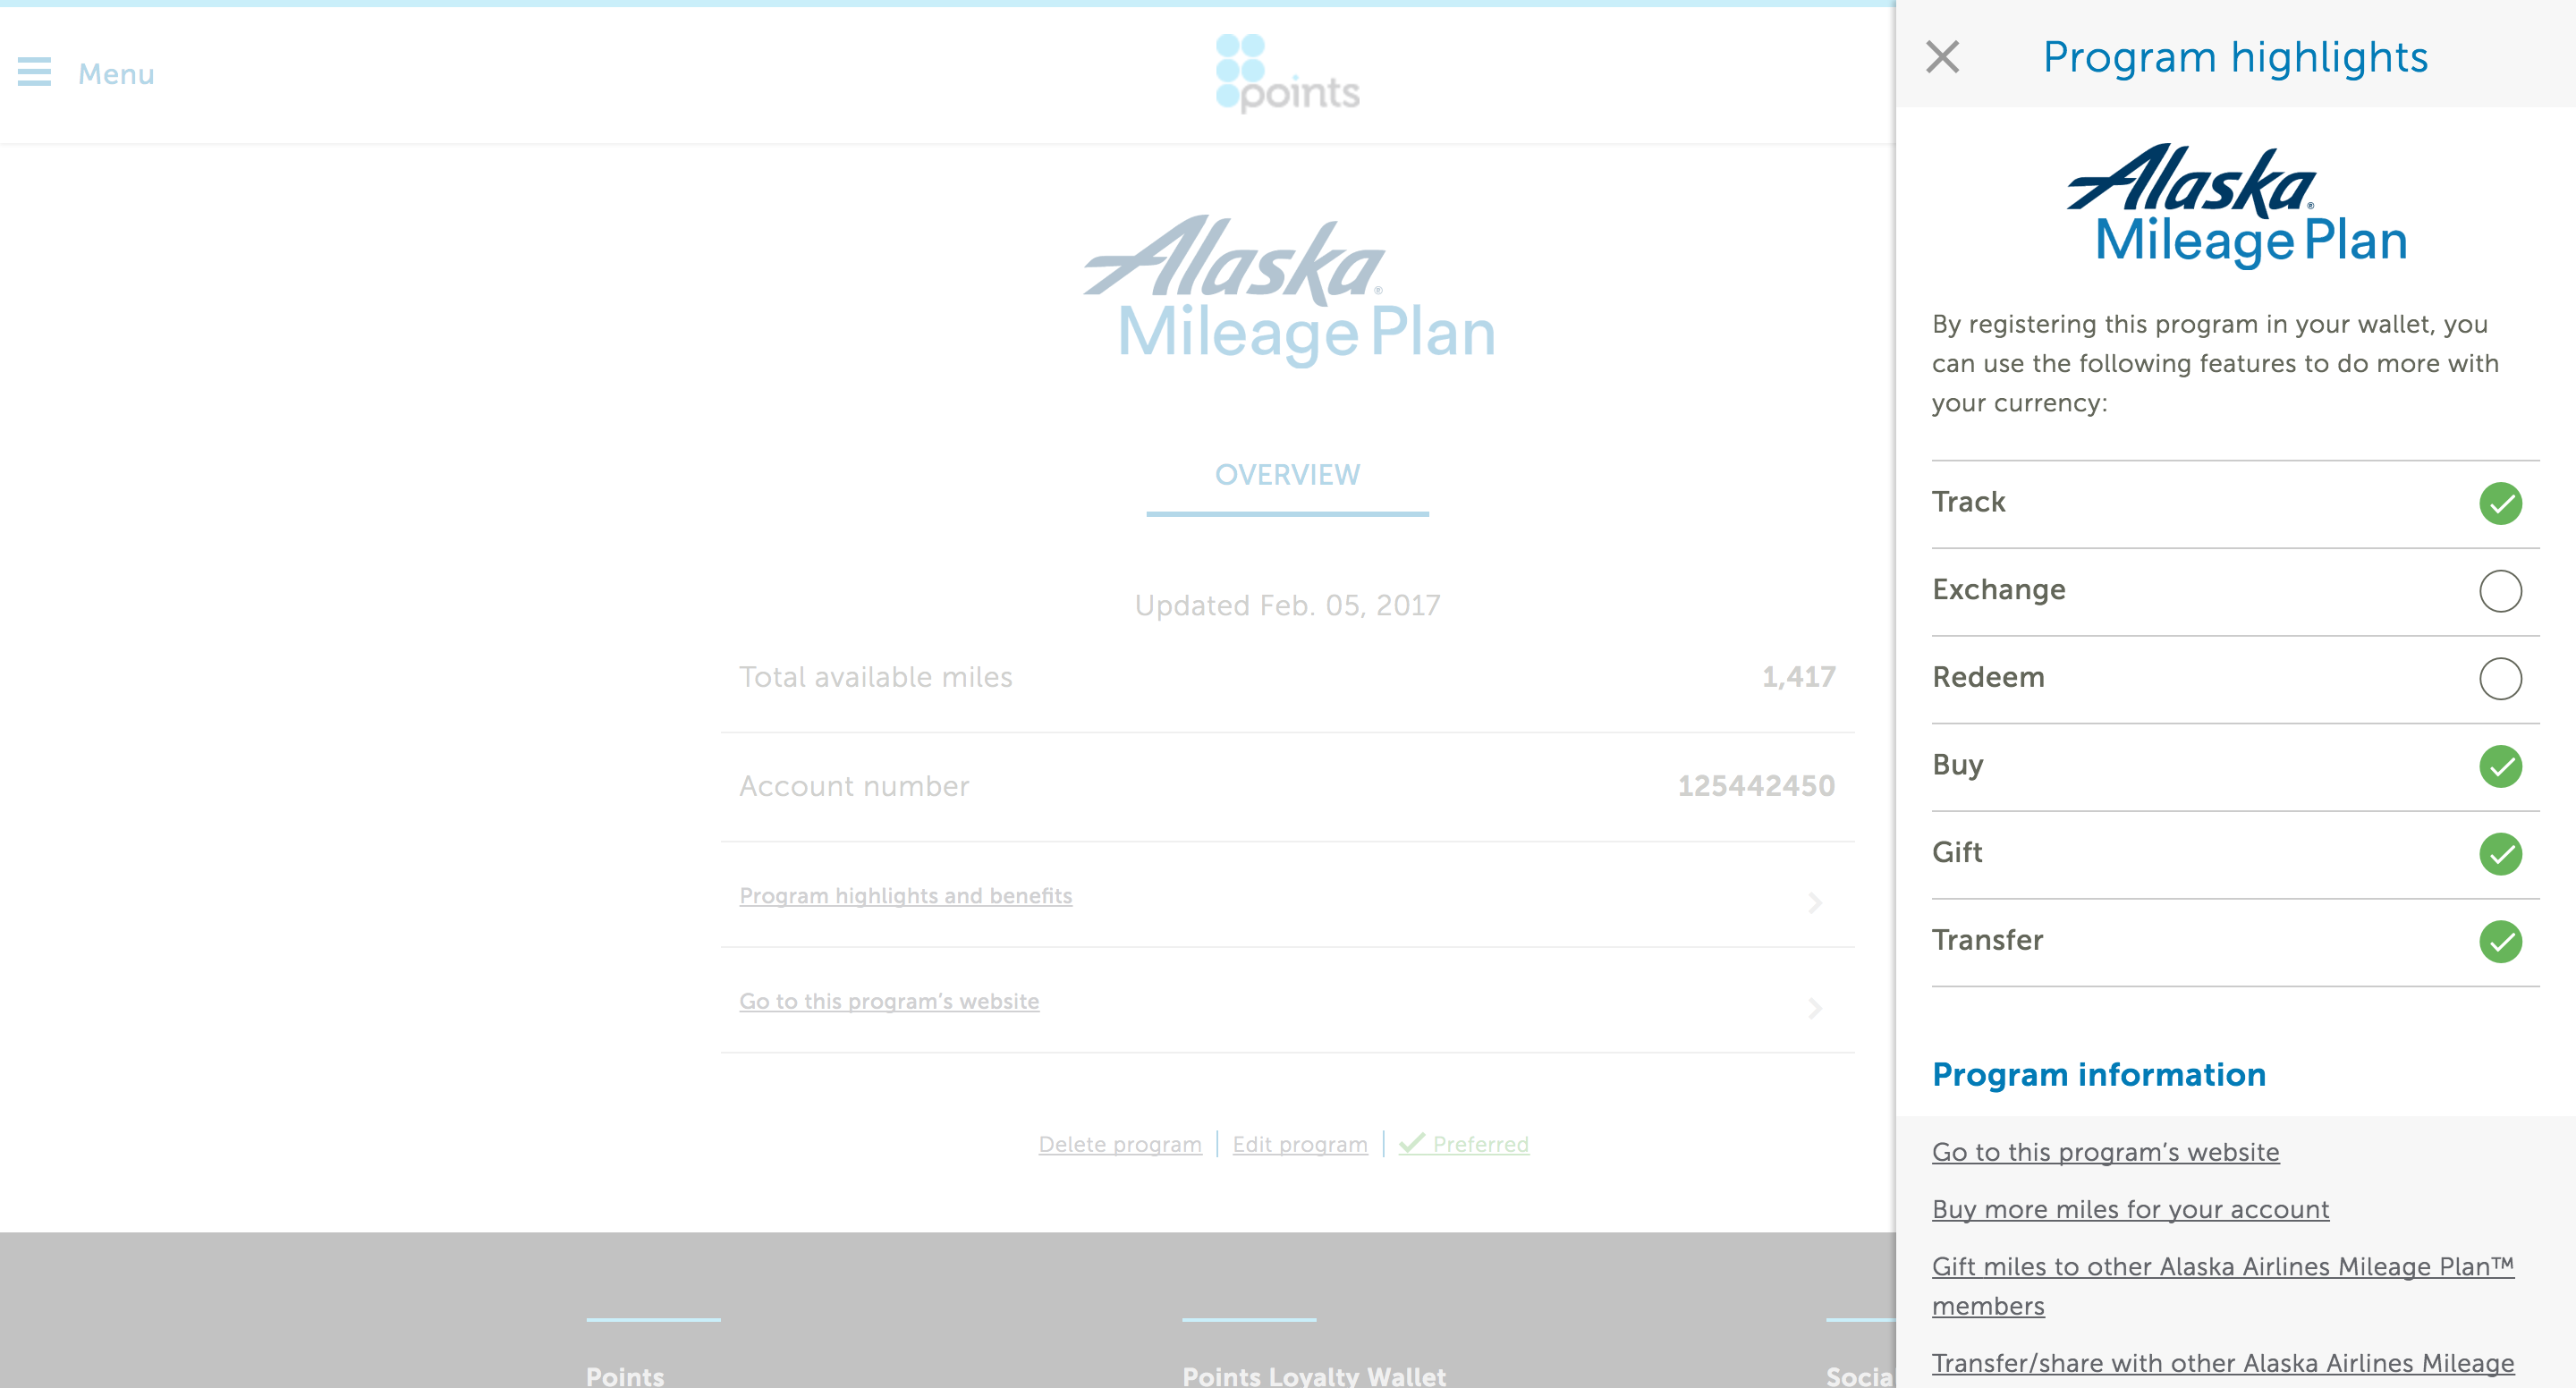 Menu
points
Alaska®
Mileage Plan
OVERVIEW
Updated Feb. 05, 2017
Total available miles 1,417
Account number 125442450
Program highlights and benefits
Go to this program's website
Delete program Edit program Preferred
Points Points Loyalty Wallet Social
Program highlights
Alaska®
Mileage Plan
By registering this program in your wallet, you
can use the following features to do more with
your currency:
Track
Exchange
Redeem
Buy
Gift
Transfer
Program information
Go to this program's website
Buy more miles for your account
Gift miles to other Alaska Airlines Mileage Plan™
members
Transfer/share with other Alaska Airlines Mileage